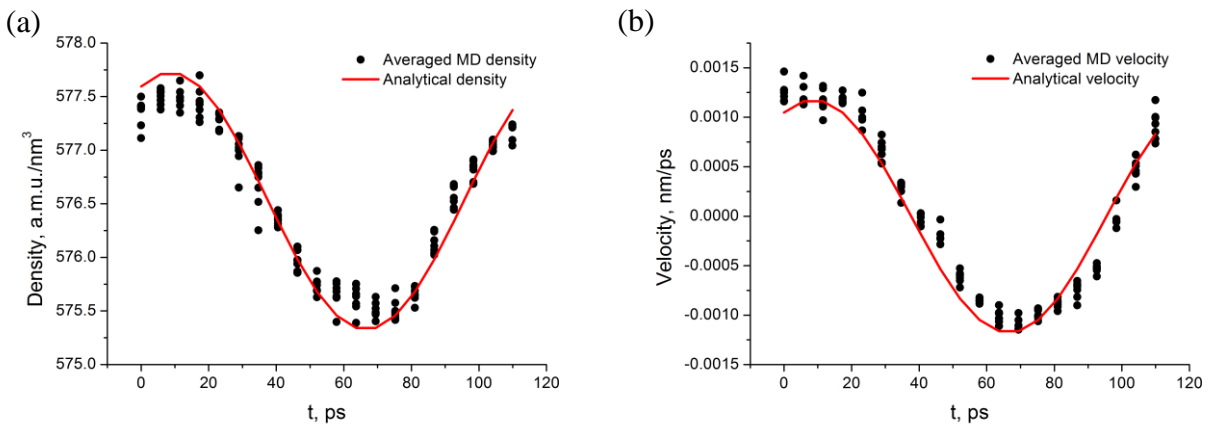 (a)
578.0
577.5
577.0
576.5
576.0
575.5
575.0
Density, a.m.u./nm³
Averaged MD density
Analytical density
0 20 40 60 80 100 120
t, ps
(b)
0.0015
0.0010
0.0005
0.0000
-0.0005
-0.0010
-0.0015
Velocity, nm/ps
Averaged MD velocity
Analytical velocity
0 20 40 60 80 100 120
t, ps